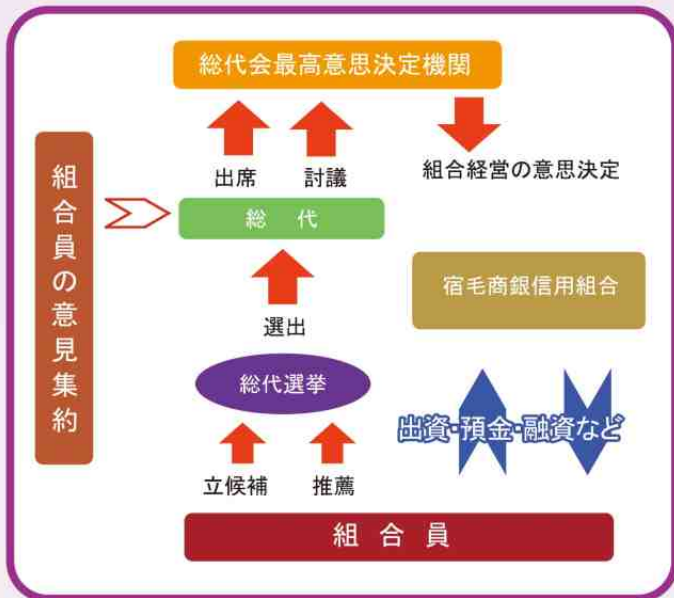 総代会最高意思決定機関
出席
討議
組合経営の意思決定
組合員の意見集約
総代
宿毛商銀信用組合
選出
総代選挙
出資・預金・融資など
立候補
推薦
組合員